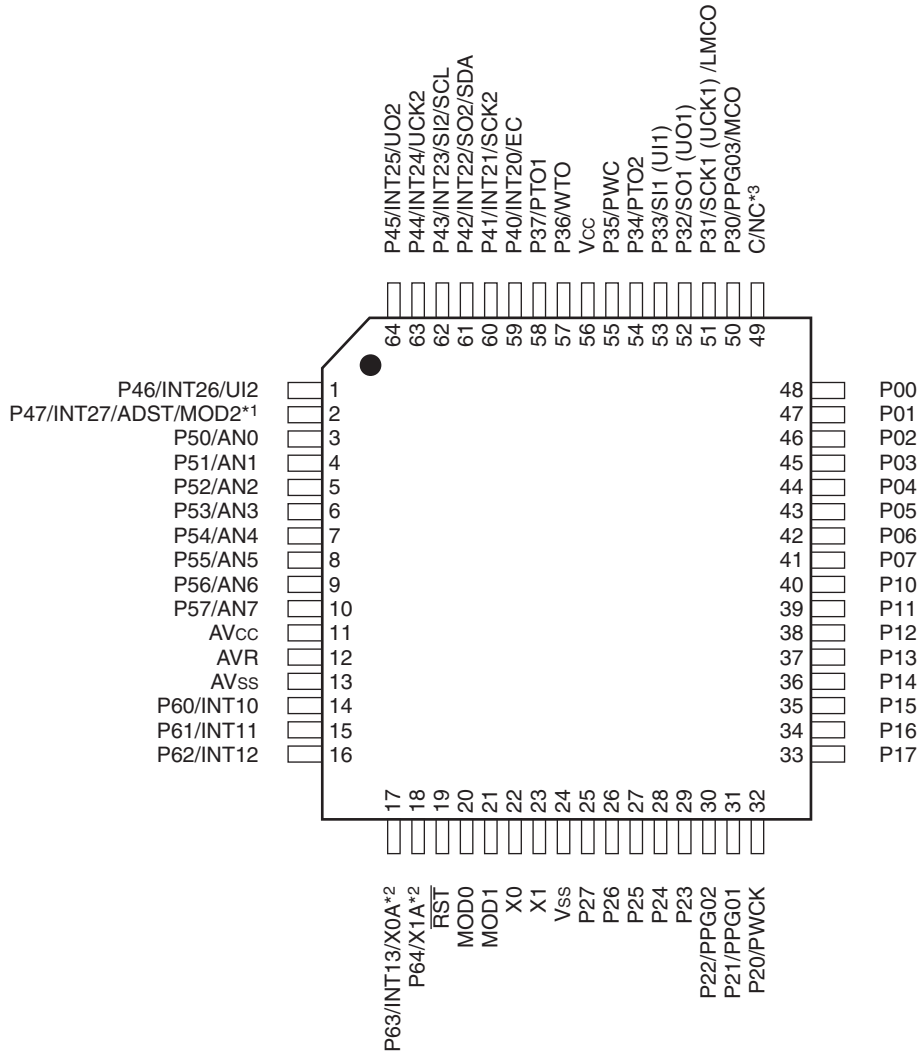 P45/INT25/UO2
P44/INT24/UCK2
P43/INT23/SI2/SCL
P42/INT22/SO2/SDA
P41/INT21/SCK2
P40/INT20/EC
P37/PTO1
P36/WTO
Vcc
P35/PWC
P34/PTO2
P33/SI1 (UI1)
P32/SO1 (UO1)
P31/SCK1 (UCK1) /LMCO
P30/PPG03/MCO
C/NC*3
64
63
62
61
60
59
58
57
56
55
54
53
52
51
50
49
P46/INT26/UI2 1
P47/INT27/ADST/MOD2*1 2
P50/AN0 3
P51/AN1 4
P52/AN2 5
P53/AN3 6
P54/AN4 7
P55/AN5 8
P56/AN6 9
P57/AN7 10
AVcc 11
AVR 12
AVss 13
P60/INT10 14
P61/INT11 15
P62/INT12 16
48 P00
47 P01
46 P02
45 P03
44 P04
43 P05
42 P06
41 P07
40 P10
39 P11
38 P12
37 P13
36 P14
35 P15
34 P16
33 P17
17
18
19
20
21
22
23
24
25
26
27
28
29
30
31
32
P63/INT13/X0A*2
P64/X1A*2
RST
MOD0
MOD1
X0
X1
Vss
P27
P26
P25
P24
P23
P22/PPG02
P21/PPG01
P20/PWCK